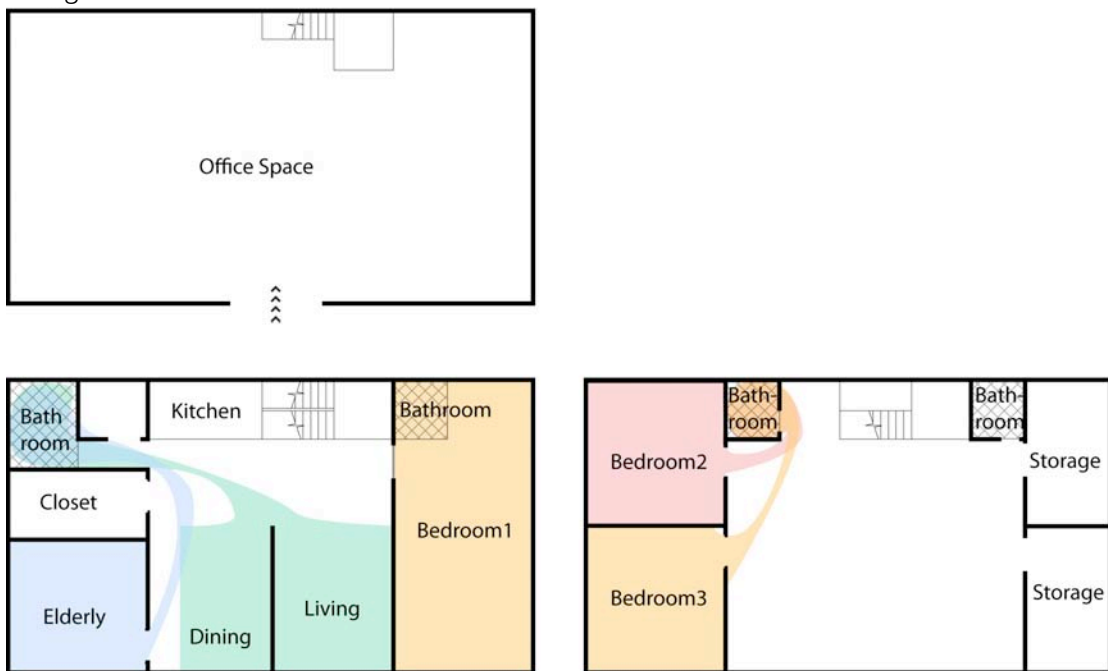 Office Space
Bath
room
Kitchen
Bathroom
Closet
Bedroom1
Elderly
Living
Dining
Bath-
room
Bath-
room
Bedroom2
Storage
Bedroom3
Storage